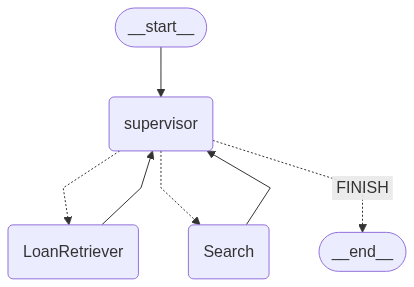 __start__
supervisor
FINISH
LoanRetriever
Search
__end__